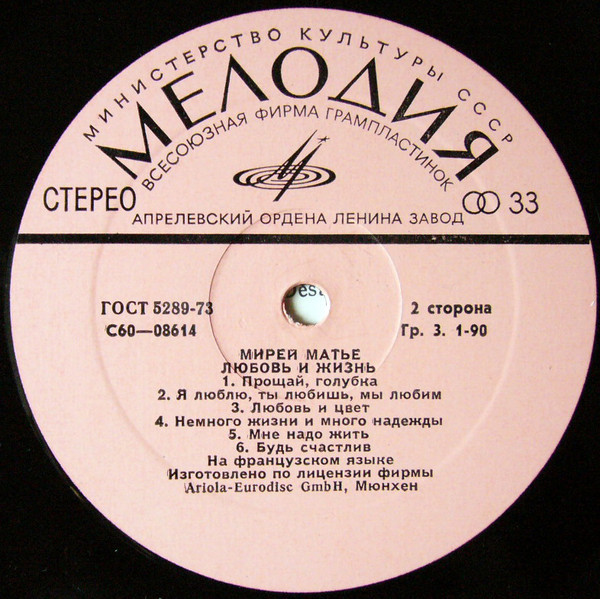 МИНИСТЕРСТВО КУЛЬТУРЫ СССР
МЕЛОДИЯ
ВСЕСОЮЗНАЯ ФИРМА ГРАМПЛАСТИНОК
СТЕРЕО
33
АПРЕЛЕВСКИЙ ОРДЕНА ЛЕНИНА ЗАВОД
ГОСТ 5289-73
2 сторона
С60—08614
Гр. 3. 1-90
МИРЕЙ МАТЬЕ
ЛЮБОВЬ И ЖИЗНЬ
1. Прощай, голубка
2. Я люблю, ты любишь, мы любим
3. Любовь и цвет
4. Немного жизни и много надежды
5. Мне надо жить
6. Будь счастлив
На французском языке
Изготовлено по лицензии фирмы
Ariola-Eurodisc GmbH, Мюнхен